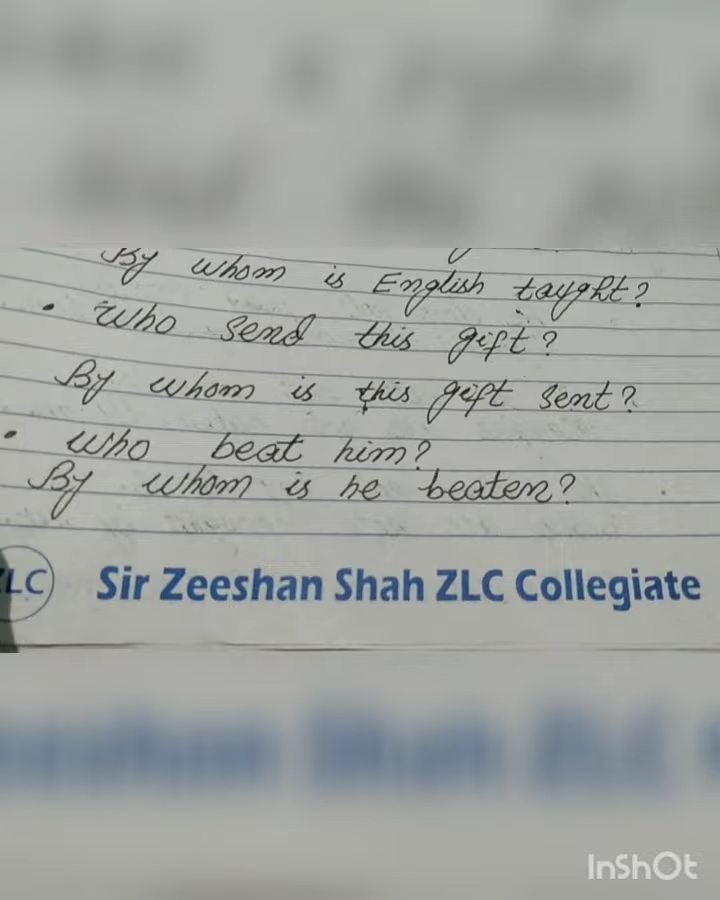 By whom is English taught?
• Who send this gift?
By whom is this gift sent?
• Who beat him?
By whom is he beaten?
ZLC Sir Zeeshan Shah ZLC Collegiate
InShOt